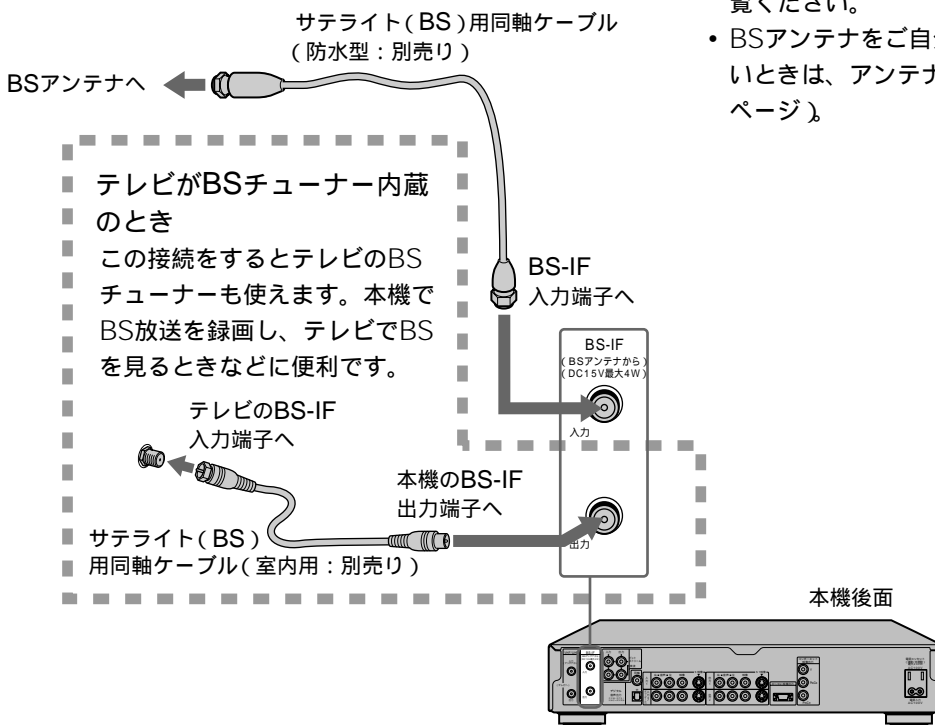 サテライト(BS)用同軸ケーブル
(防水型:別売り)
BSアンテナへ
覧ください。
• BSアンテナをご自
いときは、アンテナ
ページ)。
テレビがBSチューナー内蔵
のとき
この接続をするとテレビのBS
チューナーも使えます。本機で
BS放送を録画し、テレビでBS
を見るときなどに便利です。
BS-IF
入力端子へ
BS-IF
(BSアンテナから)
(DC15V最大4W)
入力
テレビのBS-IF
入力端子へ
本機のBS-IF
出力端子へ
出力
サテライト(BS)
用同軸ケーブル(室内用:別売り)
本機後面